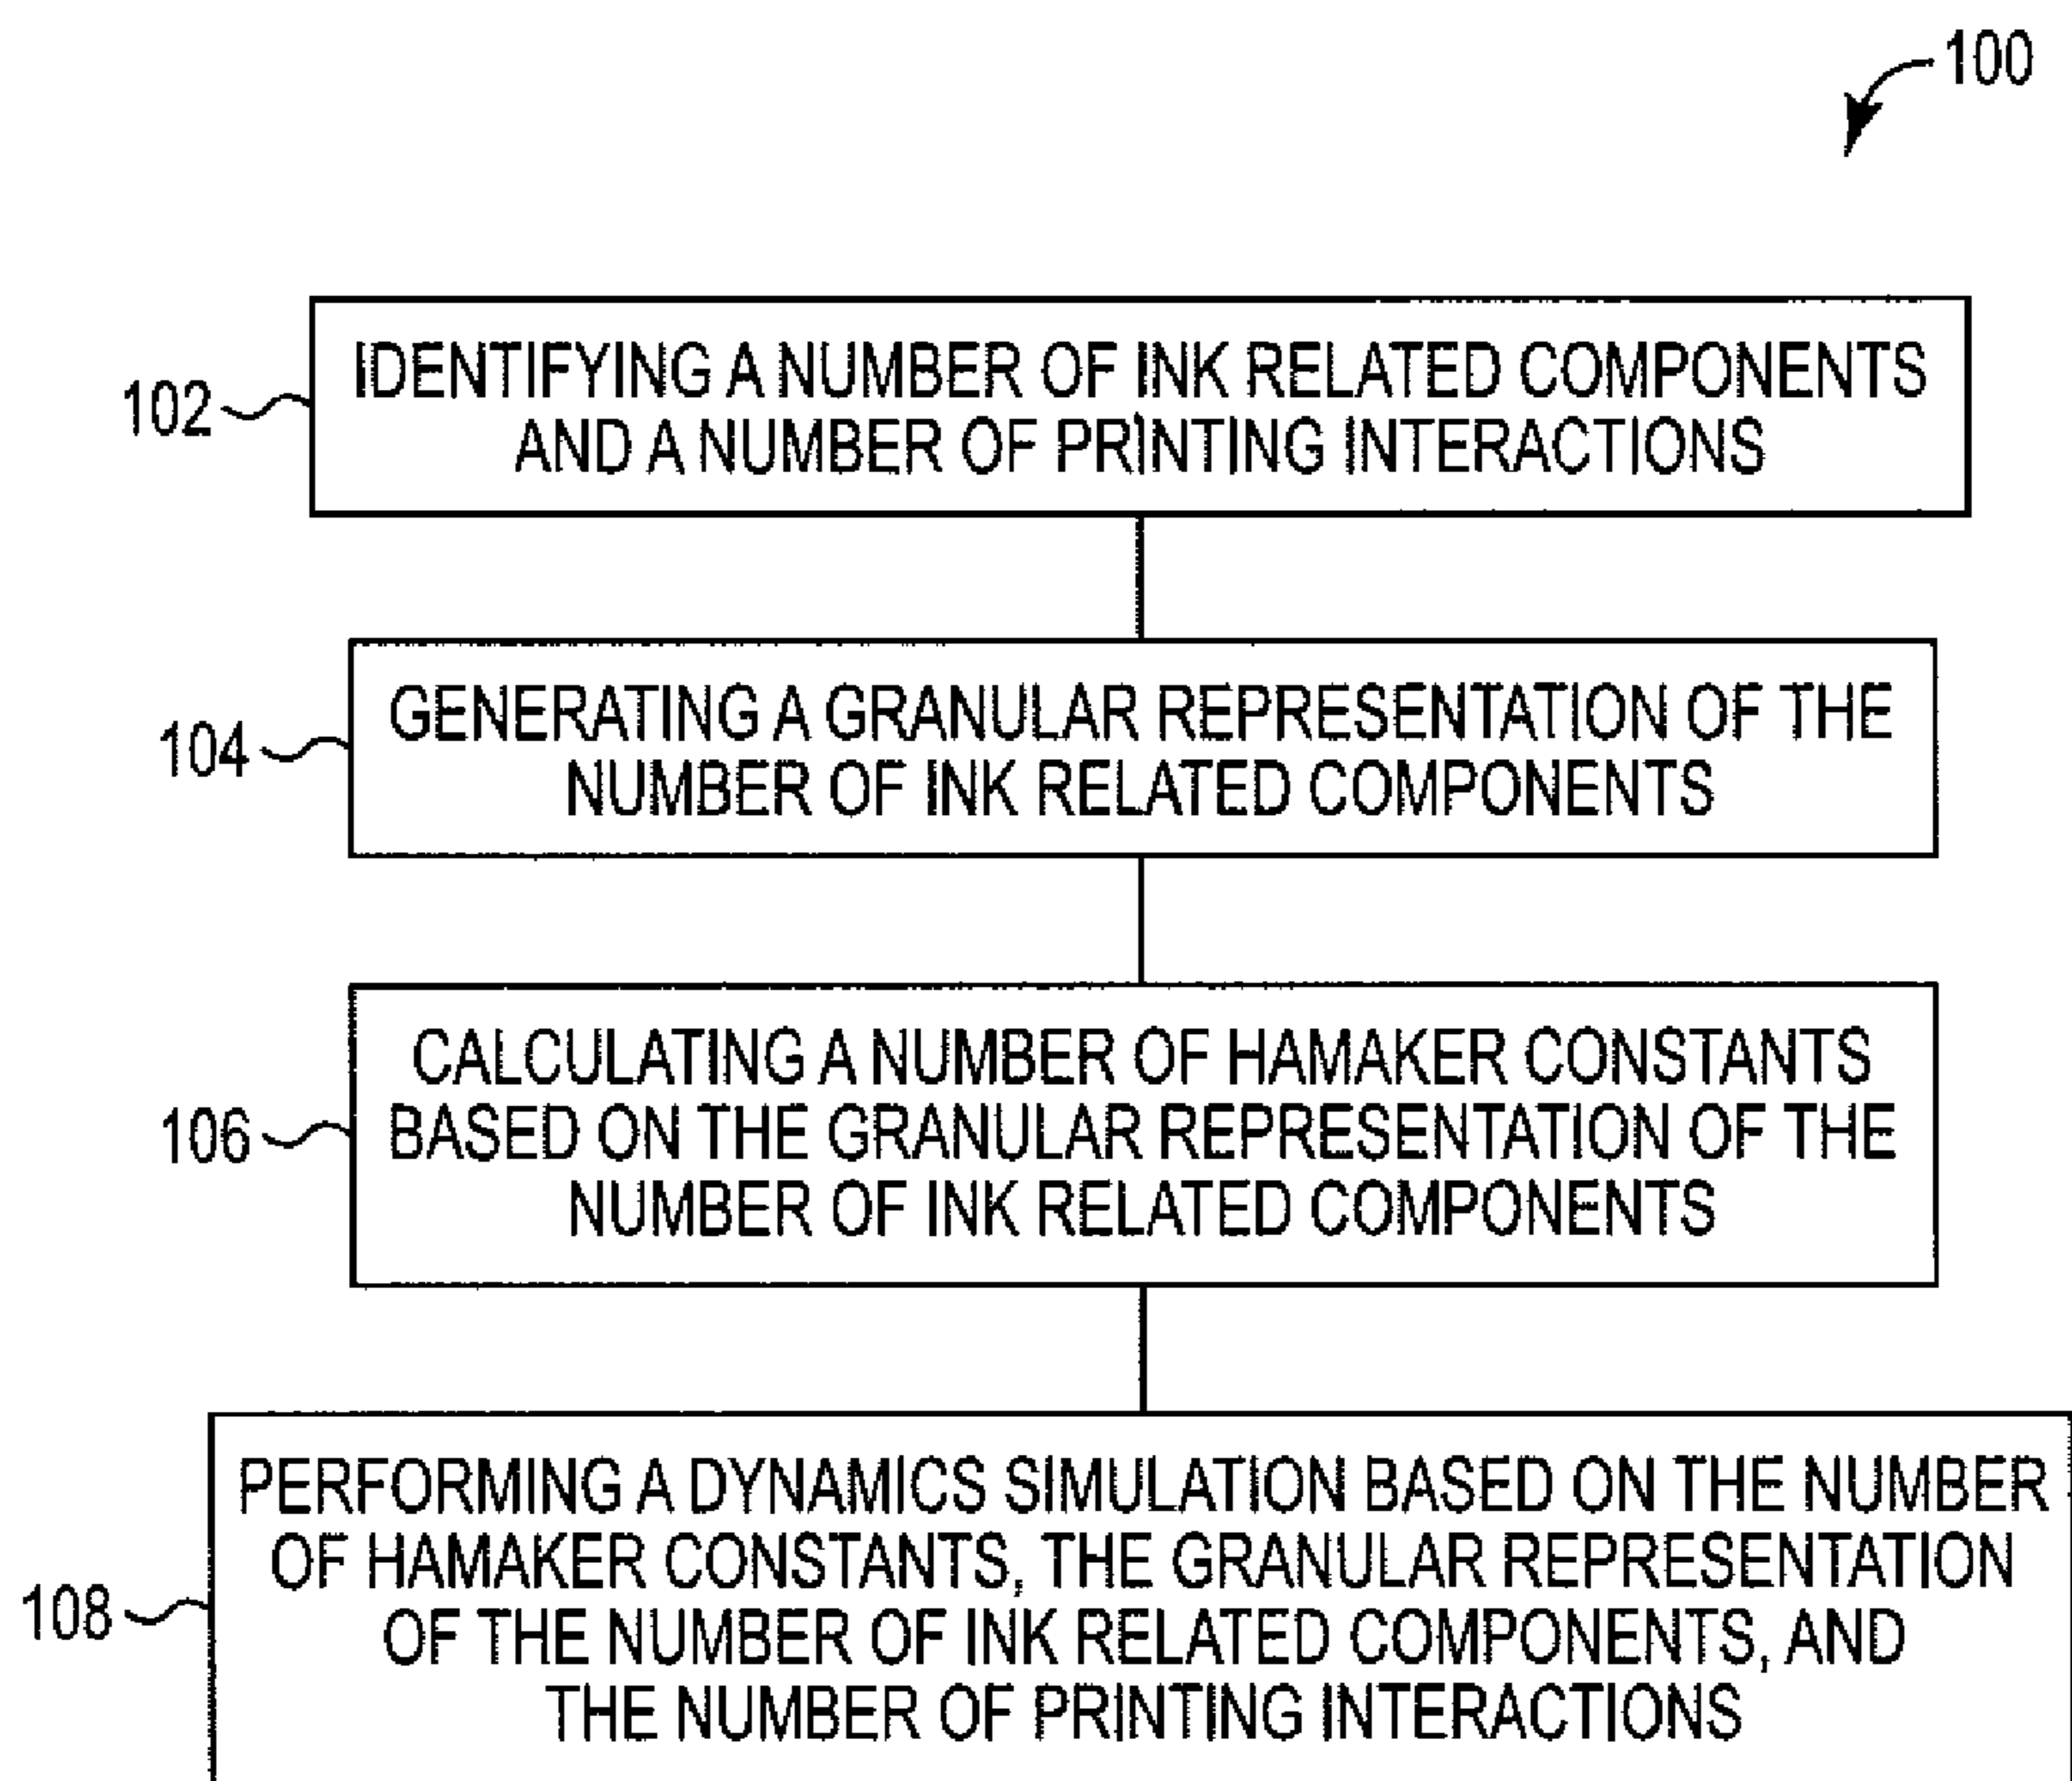 100
102
IDENTIFYING A NUMBER OF INK RELATED COMPONENTS
AND A NUMBER OF PRINTING INTERACTIONS
104
GENERATING A GRANULAR REPRESENTATION OF THE
NUMBER OF INK RELATED COMPONENTS
106
CALCULATING A NUMBER OF HAMAKER CONSTANTS
BASED ON THE GRANULAR REPRESENTATION OF THE
NUMBER OF INK RELATED COMPONENTS
108
PERFORMING A DYNAMICS SIMULATION BASED ON THE NUMBER
OF HAMAKER CONSTANTS, THE GRANULAR REPRESENTATION
OF THE NUMBER OF INK RELATED COMPONENTS, AND
THE NUMBER OF PRINTING INTERACTIONS